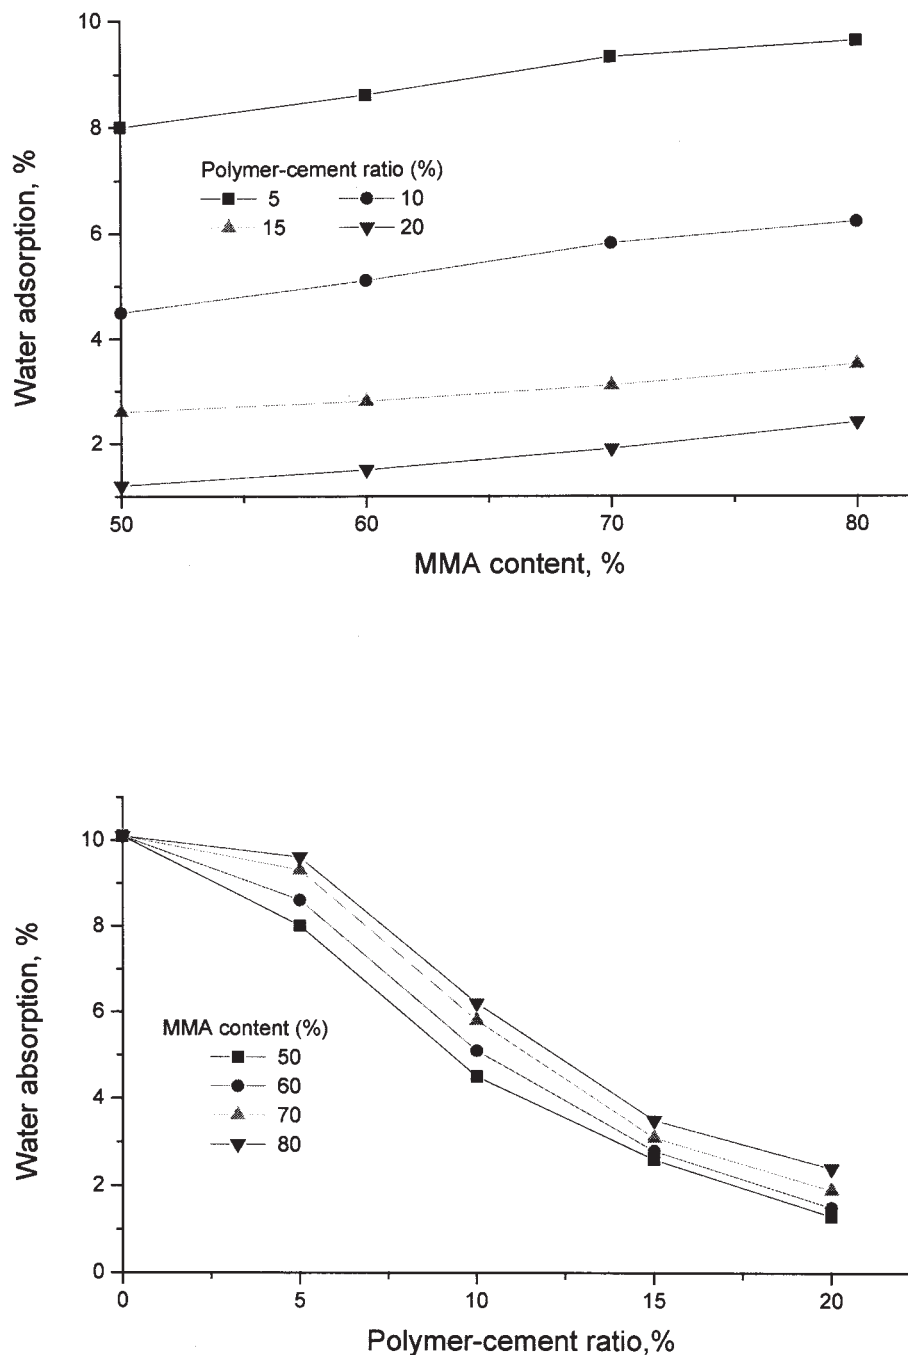 10
8
6
4
2
Water adsorption, %
Polymer-cement ratio (%)
5 10
15 20
50 60 70 80
MMA content, %
10
8
6
4
2
0
Water absorption, %
MMA content (%)
50
60
70
80
0 5 10 15 20
Polymer-cement ratio,%